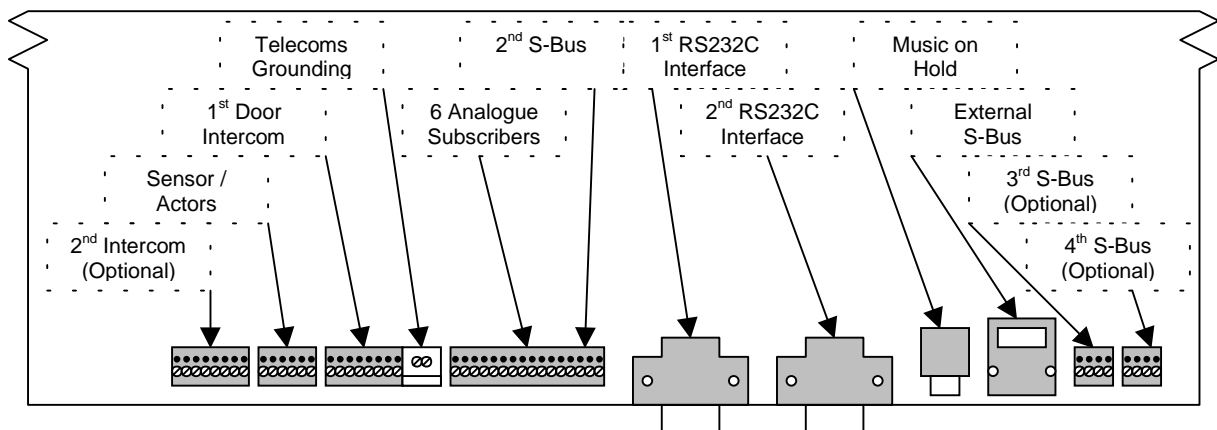 Telecoms
Grounding
2nd S-Bus
1st RS232C
Interface
Music on
Hold
1st Door
Intercom
6 Analogue
Subscribers
2nd RS232C
Interface
External
S-Bus
Sensor /
Actors
3rd S-Bus
(Optional)
2nd Intercom
(Optional)
4th S-Bus
(Optional)